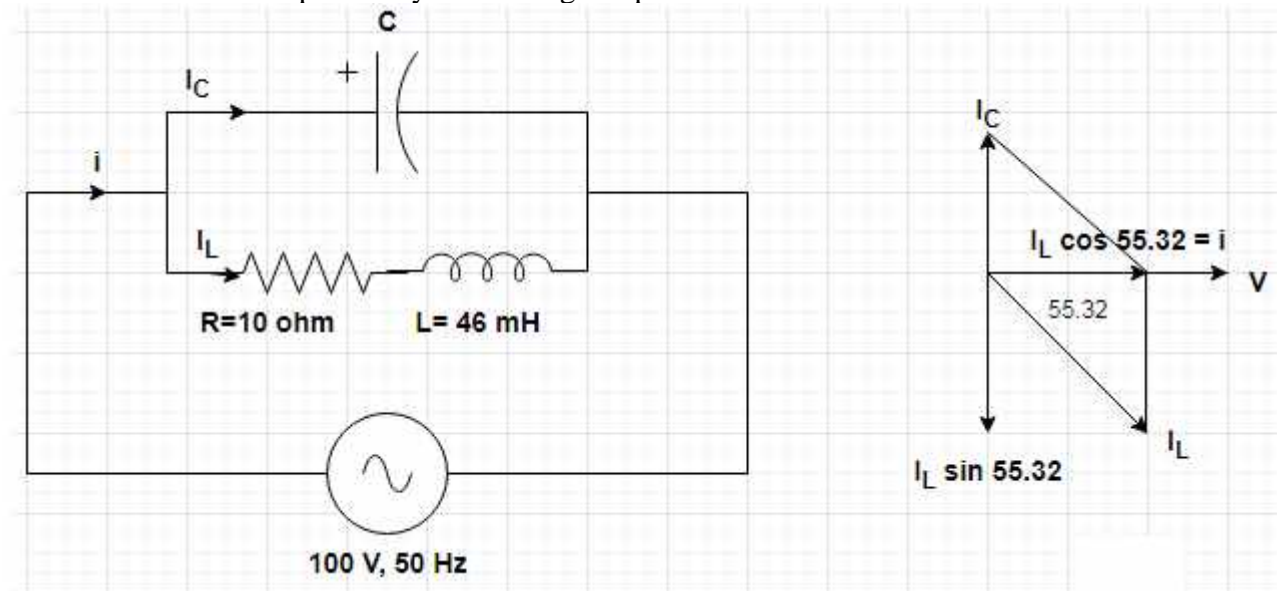 C
+
I_C
i
I_L
R=10 ohm
L= 46 mH
100 V, 50 Hz
I_C
I_L cos 55.32 = i
V
55.32
I_L
I_L sin 55.32